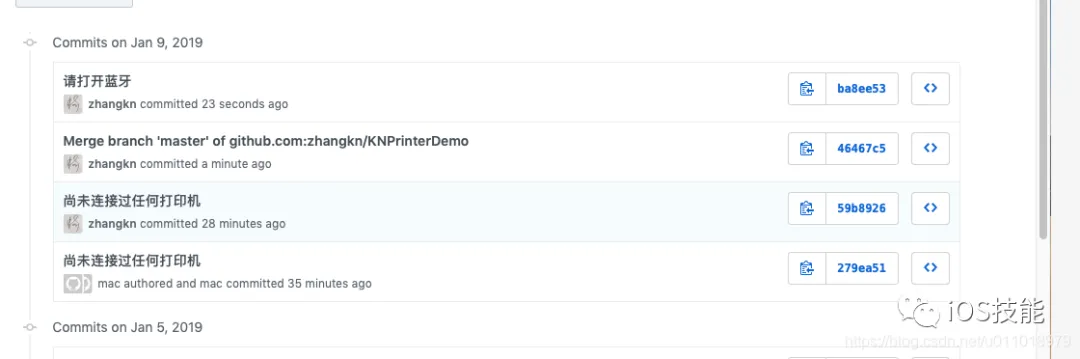 Commits on Jan 9, 2019
请打开蓝牙
ba8ee53
zhangkn committed 23 seconds ago
Merge branch 'master' of github.com:zhangkn/KNPrinterDemo
46467c5
zhangkn committed a minute ago
尚未连接过任何打印机
59b8926
zhangkn committed 28 minutes ago
尚未连接过任何打印机
279ea51
mac authored and mac committed 35 minutes ago
iOS技能
Commits on Jan 5, 2019
https://blog.csdn.net/u011018979